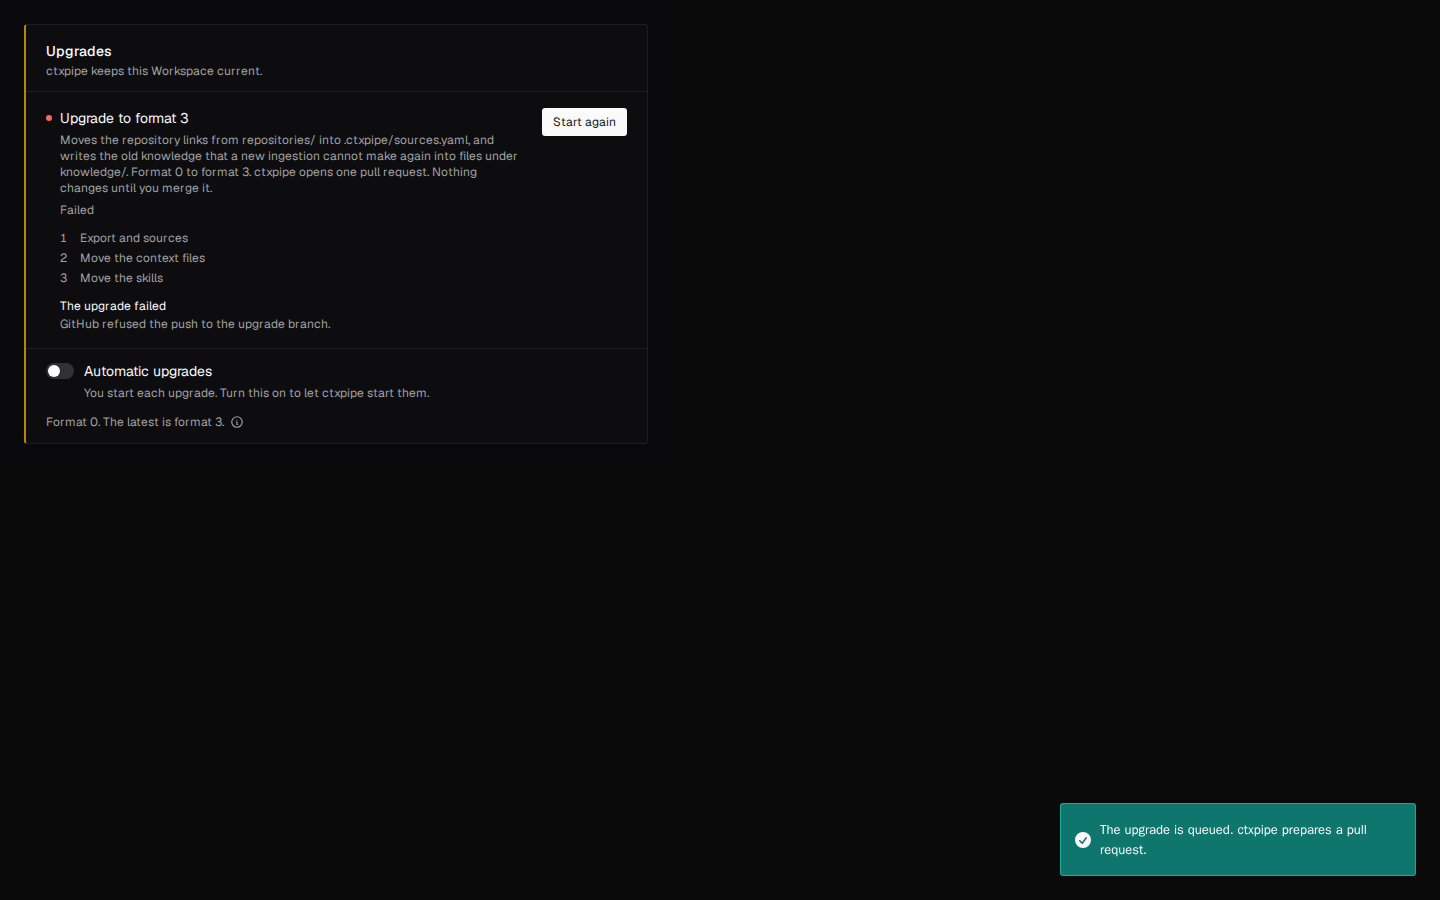 Upgrades
ctxpipe keeps this Workspace current.
Upgrade to format 3
Start again
Moves the repository links from repositories/ into .ctxpipe/sources.yaml, and
writes the old knowledge that a new ingestion cannot make again into files under
knowledge/. Format 0 to format 3. ctxpipe opens one pull request. Nothing
changes until you merge it.
Failed
1 Export and sources
2 Move the context files
3 Move the skills
The upgrade failed
GitHub refused the push to the upgrade branch.
Automatic upgrades
You start each upgrade. Turn this on to let ctxpipe start them.
Format 0. The latest is format 3.
The upgrade is queued. ctxpipe prepares a pull
request.